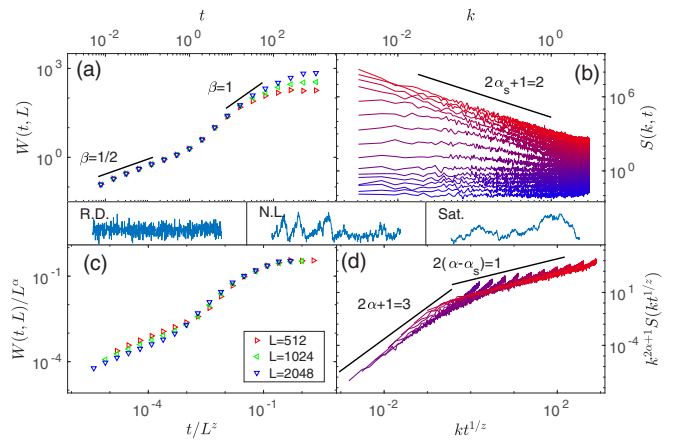 t
k
10^-2 10^0 10^2
10^-2 10^0
(a)
(b)
W(t, L)
10^3
10^0
β=1
β=1/2
2α_s+1=2
10^6
10^0
S(k, t)
R.D.
N.L.
Sat.
(c)
(d)
W(t, L)/L^α
10^-1
10^-4
L=512
L=1024
L=2048
2(α-α_s)=1
2α+1=3
10^1
10^-4
k^{2α+1}S(kt^{1/z})
10^-4 10^-1
10^-2 10^2
t/L^z
kt^{1/z}